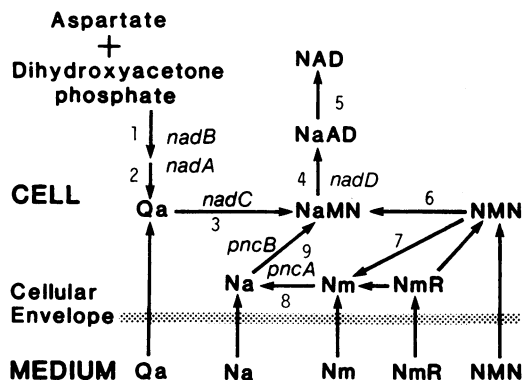 Aspartate
+
Dihydroxyacetone
phosphate
NAD
5
NaAD
1 nadB
2 nadA
4 nadD
CELL
Qa nadC NaMN 6 NMN
3
pncB 9 7
Na pncA Nm NmR
8
Cellular
Envelope
MEDIUM Qa Na Nm NmR NMN